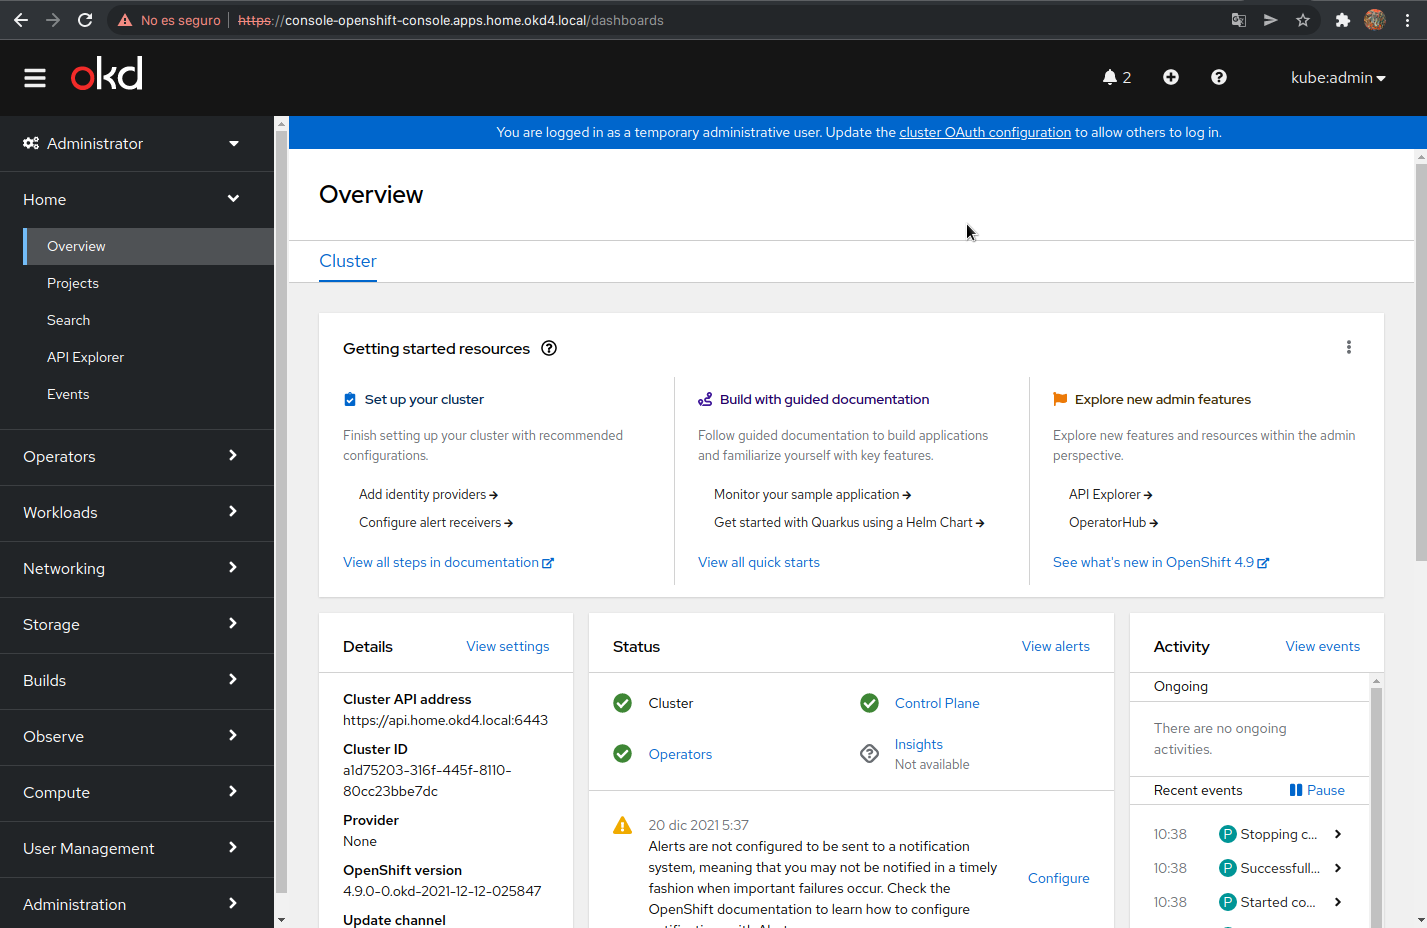 No es seguro https://console-openshift-console.apps.home.okd4.local/dashboards
okd
2
kube:admin
Administrator
Home
Overview
Projects
Search
API Explorer
Events
Operators
Workloads
Networking
Storage
Builds
Observe
Compute
User Management
Administration
You are logged in as a temporary administrative user. Update the cluster OAuth configuration to allow others to log in.
Overview
Cluster
Getting started resources
Set up your cluster
Finish setting up your cluster with recommended
configurations.
Add identity providers
Configure alert receivers
View all steps in documentation
Build with guided documentation
Follow guided documentation to build applications
and familiarize yourself with key features.
Monitor your sample application
Get started with Quarkus using a Helm Chart
View all quick starts
Explore new admin features
Explore new features and resources within the admin
perspective.
API Explorer
OperatorHub
See what's new in OpenShift 4.9
Details
View settings
Cluster API address
https://api.home.okd4.local:6443
Cluster ID
a1d75203-316f-445f-8110-
80cc23bbe7dc
Provider
None
OpenShift version
4.9.0-0.okd-2021-12-12-025847
Update channel
Status
View alerts
Cluster
Control Plane
Operators
Insights
Not available
20 dic 2021 5:37
Alerts are not configured to be sent to a notification
system, meaning that you may not be notified in a timely
fashion when important failures occur. Check the
OpenShift documentation to learn how to configure
Configure
Activity
View events
Ongoing
There are no ongoing
activities.
Recent events
Pause
10:38 P Stopping c...
10:38 P Successfull...
10:38 P Started co...